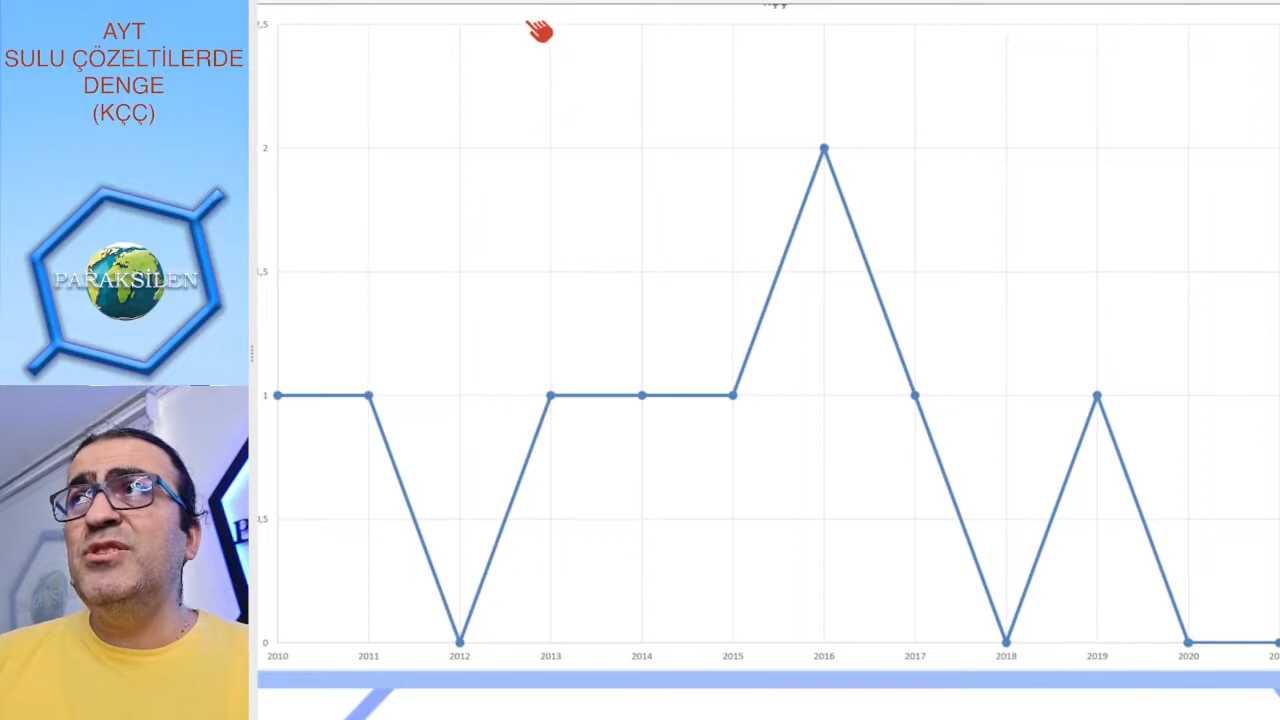 AYT
SULU ÇÖZELTİLERDE
DENGE
(KÇÇ)
PARAKSİLEN
2
1
0
2010 2011 2012 2013 2014 2015 2016 2017 2018 2019 2020